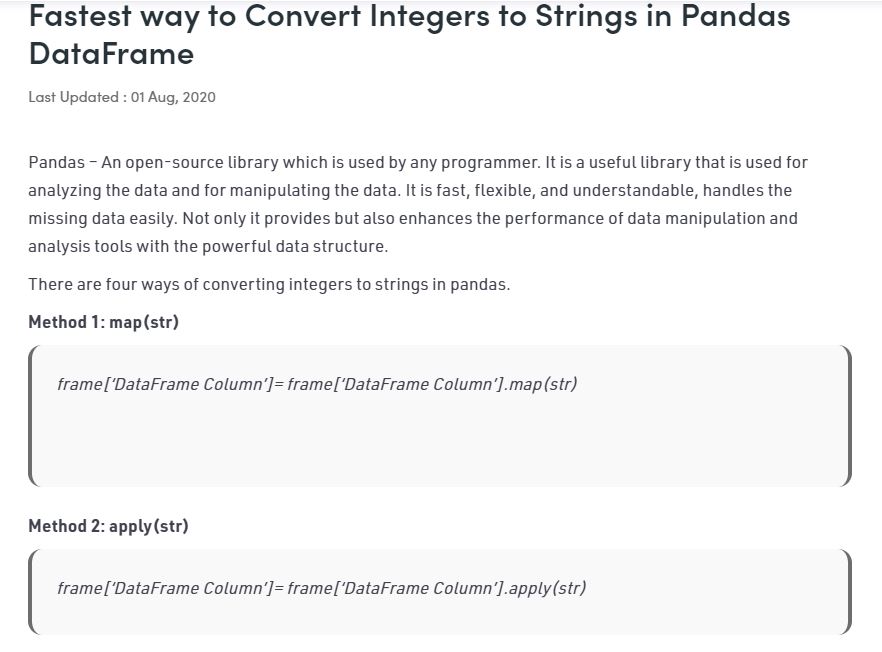 Fastest way to Convert Integers to Strings in Pandas
DataFrame
Last Updated : 01 Aug, 2020
Pandas – An open-source library which is used by any programmer. It is a useful library that is used for
analyzing the data and for manipulating the data. It is fast, flexible, and understandable, handles the
missing data easily. Not only it provides but also enhances the performance of data manipulation and
analysis tools with the powerful data structure.
There are four ways of converting integers to strings in pandas.
Method 1: map(str)
frame[‘DataFrame Column’]= frame[‘DataFrame Column’].map(str)
Method 2: apply(str)
frame[‘DataFrame Column’]= frame[‘DataFrame Column’].apply(str)